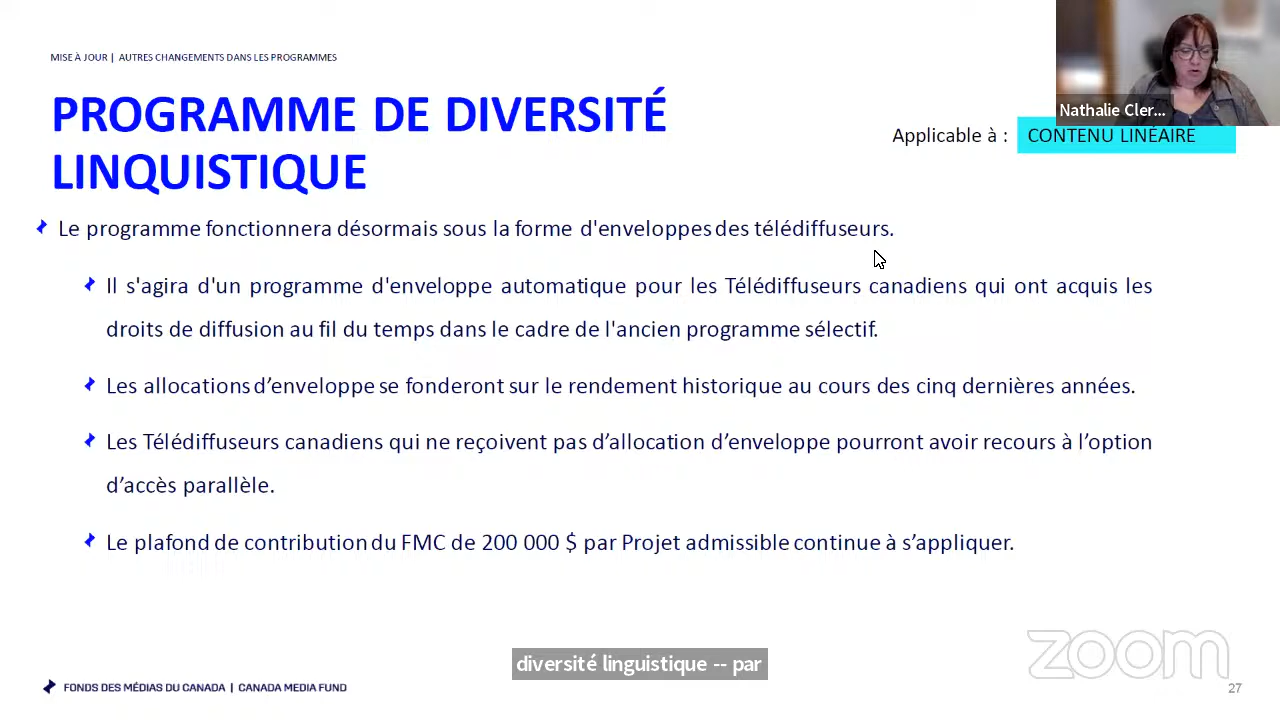 MISE À JOUR | AUTRES CHANGEMENTS DANS LES PROGRAMMES
PROGRAMME DE DIVERSITÉ
LINQUISTIQUE
Nathalie Cler...
Applicable à : CONTENU LINÉAIRE
Le programme fonctionnera désormais sous la forme d'enveloppes des télédiffuseurs.
Il s'agira d'un programme d'enveloppe automatique pour les Télédiffuseurs canadiens qui ont acquis les
droits de diffusion au fil du temps dans le cadre de l'ancien programme sélectif.
Les allocations d’enveloppe se fonderont sur le rendement historique au cours des cinq dernières années.
Les Télédiffuseurs canadiens qui ne reçoivent pas d’allocation d’enveloppe pourront avoir recours à l’option
d’accès parallèle.
Le plafond de contribution du FMC de 200 000 $ par Projet admissible continue à s’appliquer.
diversité linguistique -- par
zoom
FONDS DES MÉDIAS DU CANADA | CANADA MEDIA FUND
27